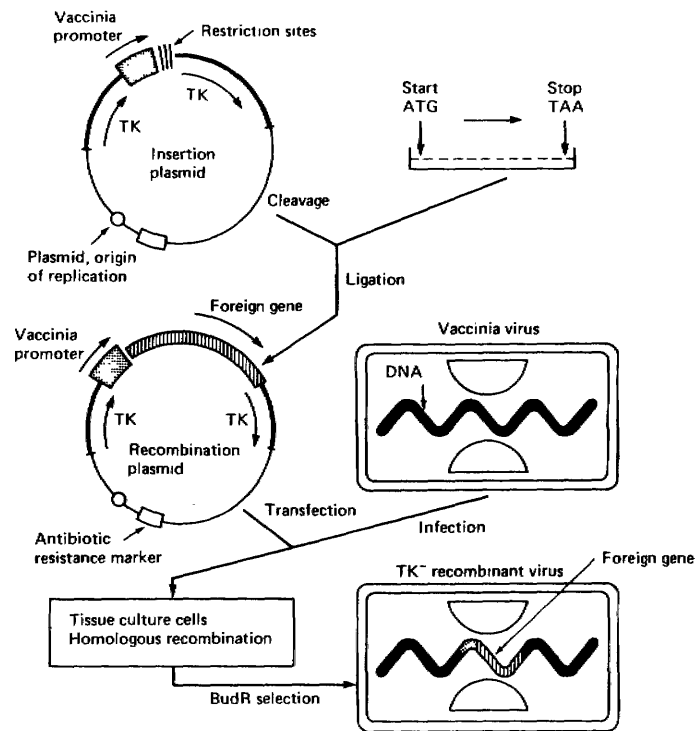 Vaccinia
promoter
Restriction sites
TK
TK
Insertion
plasmid
Plasmid, origin
of replication
Start
ATG
Stop
TAA
Cleavage
Ligation
Foreign gene
Vaccinia
promoter
TK
TK
Recombination
plasmid
Antibiotic
resistance marker
Vaccinia virus
DNA
Transfection
Infection
Tissue culture cells
Homologous recombination
BudR selection
TK⁻ recombinant virus
Foreign gene